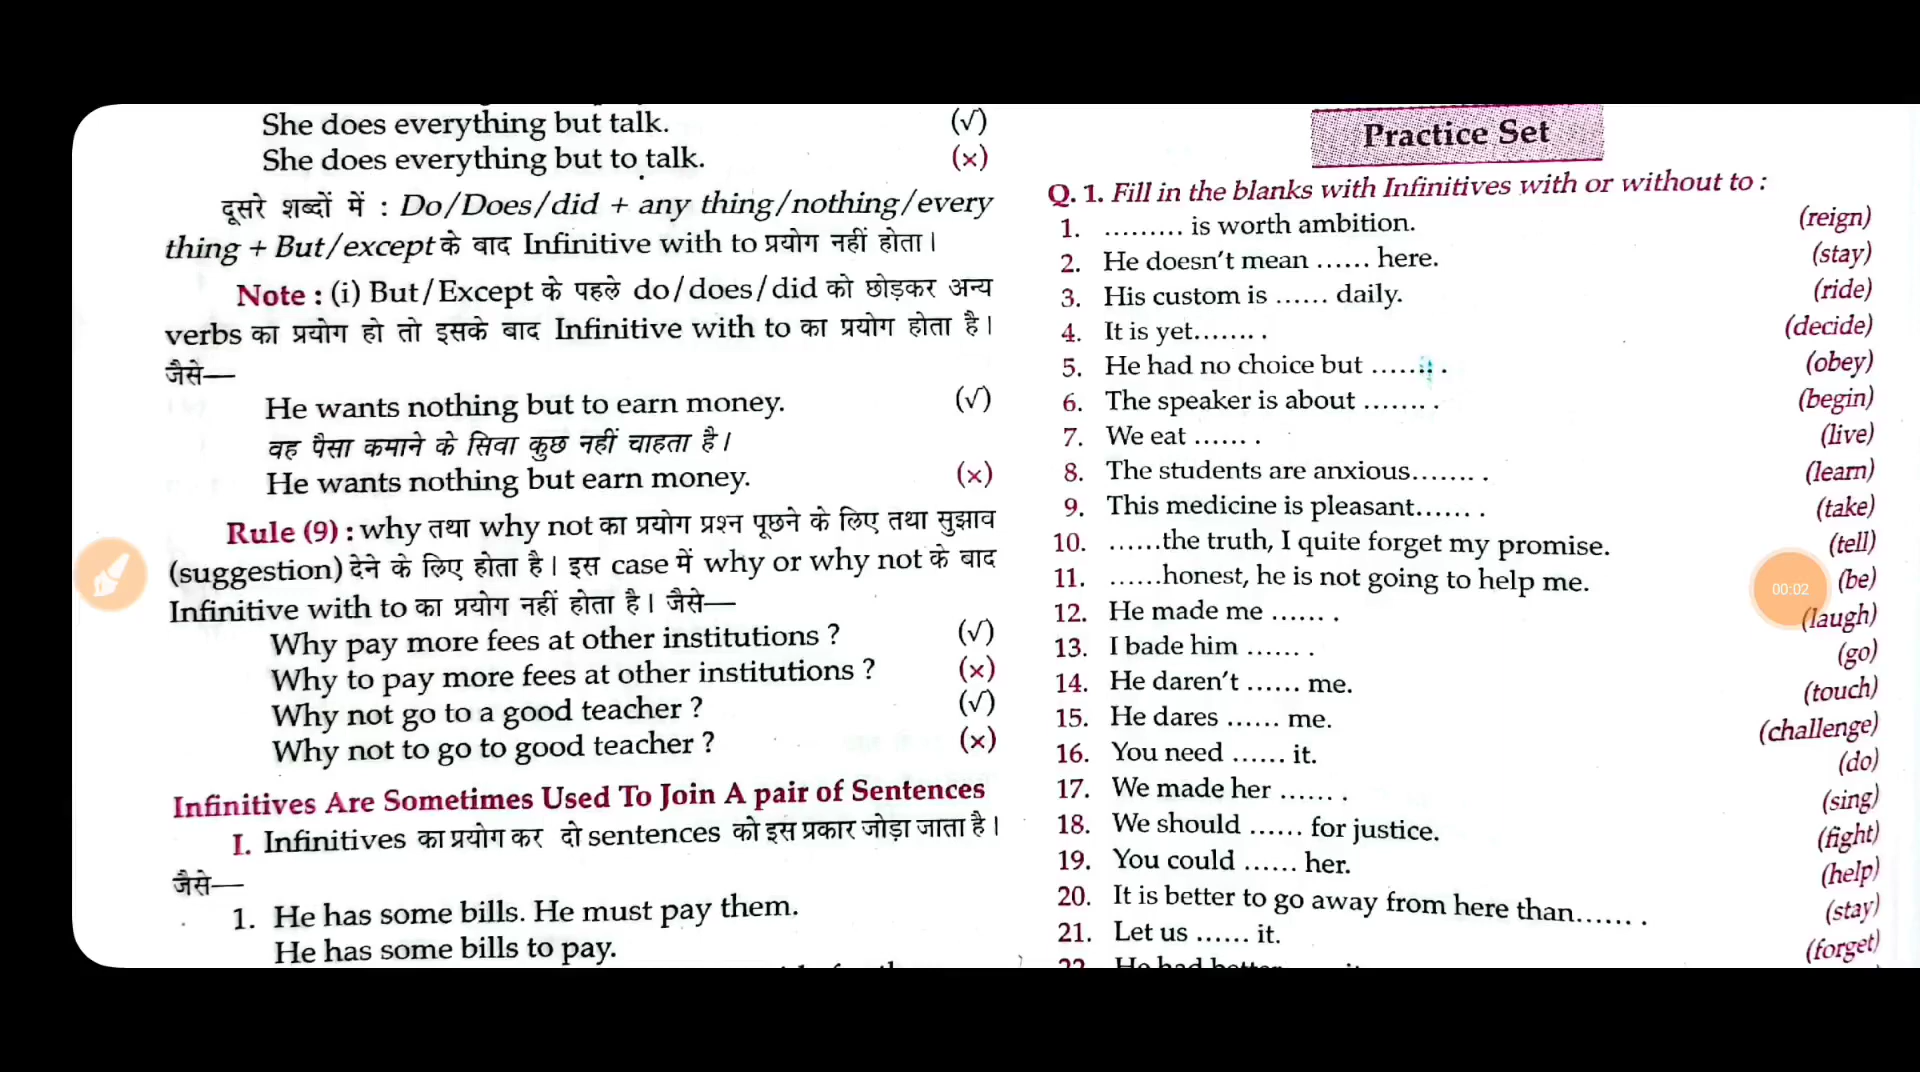 She does everything but talk. (√)
She does everything but to talk. (×)
दूसरे शब्दों में : Do/Does/did + any thing/nothing/every
thing + But/except के बाद Infinitive with to प्रयोग नहीं होता।
Note : (i) But/Except के पहले do/does/did को छोड़कर अन्य
verbs का प्रयोग हो तो इसके बाद Infinitive with to का प्रयोग होता है।
जैसे—
He wants nothing but to earn money. (√)
वह पैसा कमाने के सिवा कुछ नहीं चाहता है।
He wants nothing but earn money. (×)
Rule (9) : why तथा why not का प्रयोग प्रश्न पूछने के लिए तथा सुझाव
(suggestion) देने के लिए होता है। इस case में why or why not के बाद
Infinitive with to का प्रयोग नहीं होता है। जैसे—
Why pay more fees at other institutions ? (√)
Why to pay more fees at other institutions ? (×)
Why not go to a good teacher ? (√)
Why not to go to good teacher ? (×)
Infinitives Are Sometimes Used To Join A pair of Sentences
I. Infinitives का प्रयोग कर दो sentences को इस प्रकार जोड़ा जाता है।
जैसे—
1. He has some bills. He must pay them.
He has some bills to pay.
Practice Set
Q. 1. Fill in the blanks with Infinitives with or without to :
1. ......... is worth ambition. (reign)
2. He doesn't mean ...... here. (stay)
3. His custom is ...... daily. (ride)
4. It is yet....... . (decide)
5. He had no choice but ....... . (obey)
6. The speaker is about ....... . (begin)
7. We eat ...... . (live)
8. The students are anxious....... . (learn)
9. This medicine is pleasant...... . (take)
10. ......the truth, I quite forget my promise. (tell)
11. ......honest, he is not going to help me. (be)
00:02
12. He made me ...... . (laugh)
13. I bade him ...... . (go)
14. He daren't ...... me. (touch)
15. He dares ...... me. (challenge)
16. You need ...... it. (do)
17. We made her ...... . (sing)
18. We should ...... for justice. (fight)
19. You could ...... her. (help)
20. It is better to go away from here than....... . (stay)
21. Let us ...... it. (forget)
22. He had better